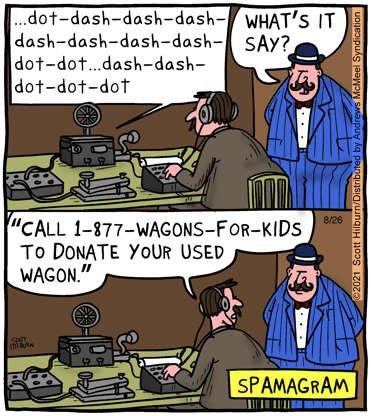 ...dot-dash-dash-dash-
dash-dash-dash-dash-
dot-dot...dash-dash-
dot-dot-dot
WHAT'S IT
SAY?
©2021 Scott Hilburn/Distributed by Andrews McMeel Syndication
8/26
"CALL 1-877-WAGONS-FOR-KIDS
TO DONATE YOUR USED
WAGON."
SCOTT
HILBURN
SPAMAGRAM